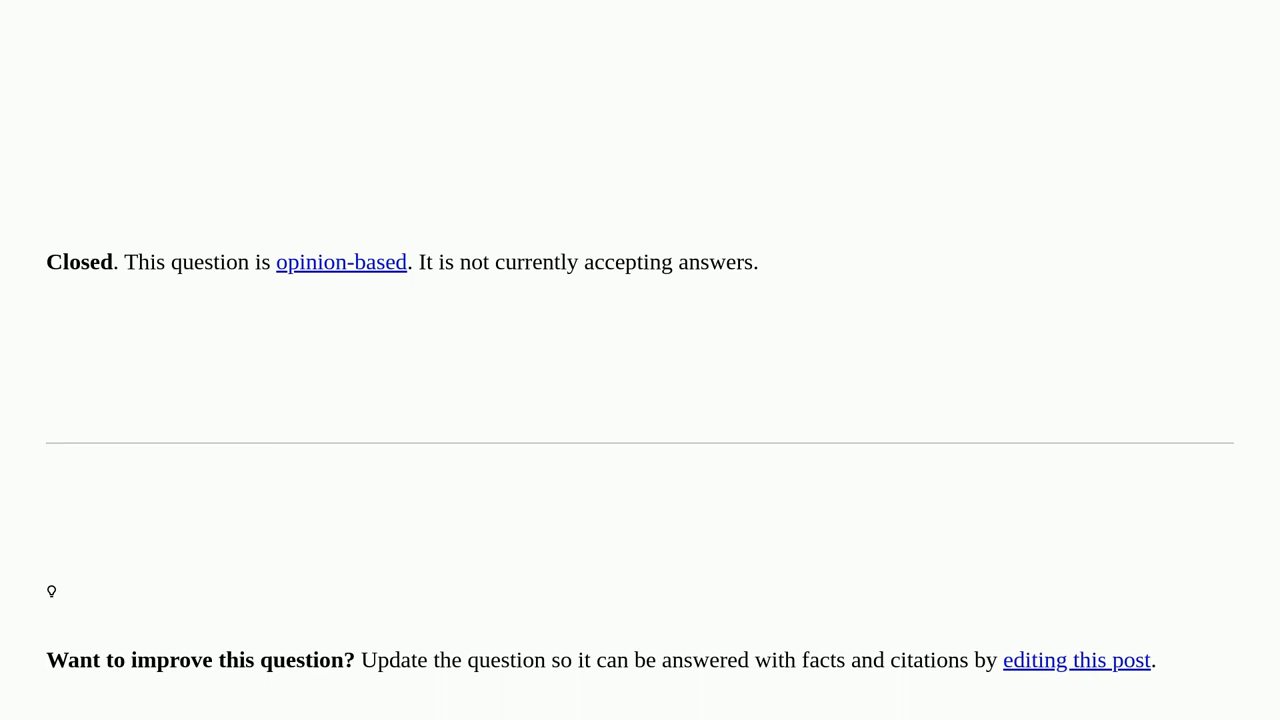 Closed. This question is opinion-based. It is not currently accepting answers.
Want to improve this question? Update the question so it can be answered with facts and citations by editing this post.